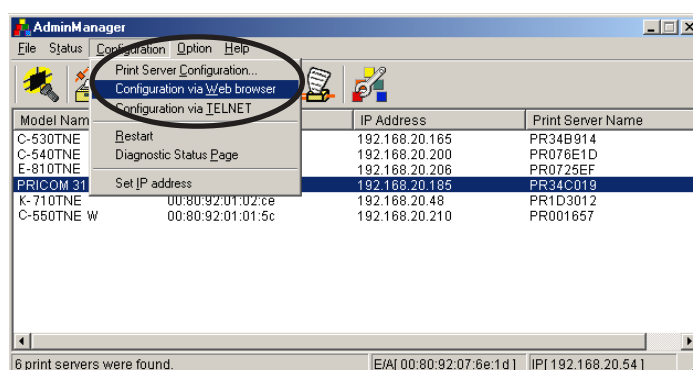 AdminManager
File Status Configuration Option Help
Print Server Configuration...
Configuration via Web browser
Configuration via TELNET
Restart
Diagnostic Status Page
Set IP address
Model Nam IP Address Print Server Name
C-530TNE 192.168.20.165 PR34B914
C-540TNE 192.168.20.200 PR076E1D
E-810TNE 192.168.20.206 PR0725EF
PRICOM 31 192.168.20.185 PR34C019
K-710TNE 00:80:92:01:02:ce 192.168.20.48 PR1D3012
C-550TNE W 00:80:92:01:01:5c 192.168.20.210 PR001657
6 print servers were found. E/A[ 00:80:92:07:6e:1d ] IP[ 192.168.20.54 ]